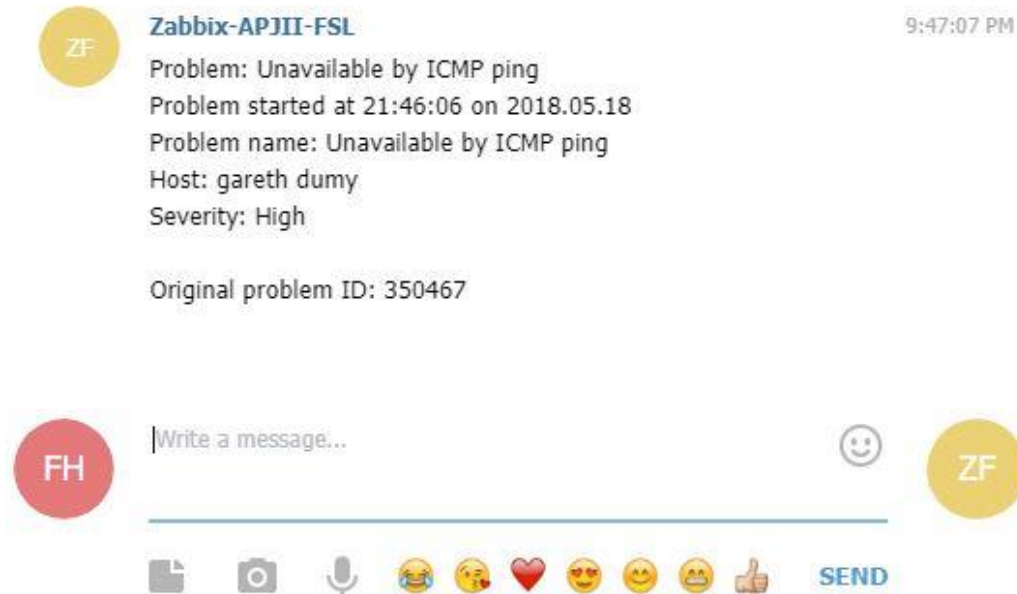 ZF
Zabbix-APJII-FSL
9:47:07 PM
Problem: Unavailable by ICMP ping
Problem started at 21:46:06 on 2018.05.18
Problem name: Unavailable by ICMP ping
Host: gareth dumy
Severity: High
Original problem ID: 350467
FH
Write a message...
ZF
SEND